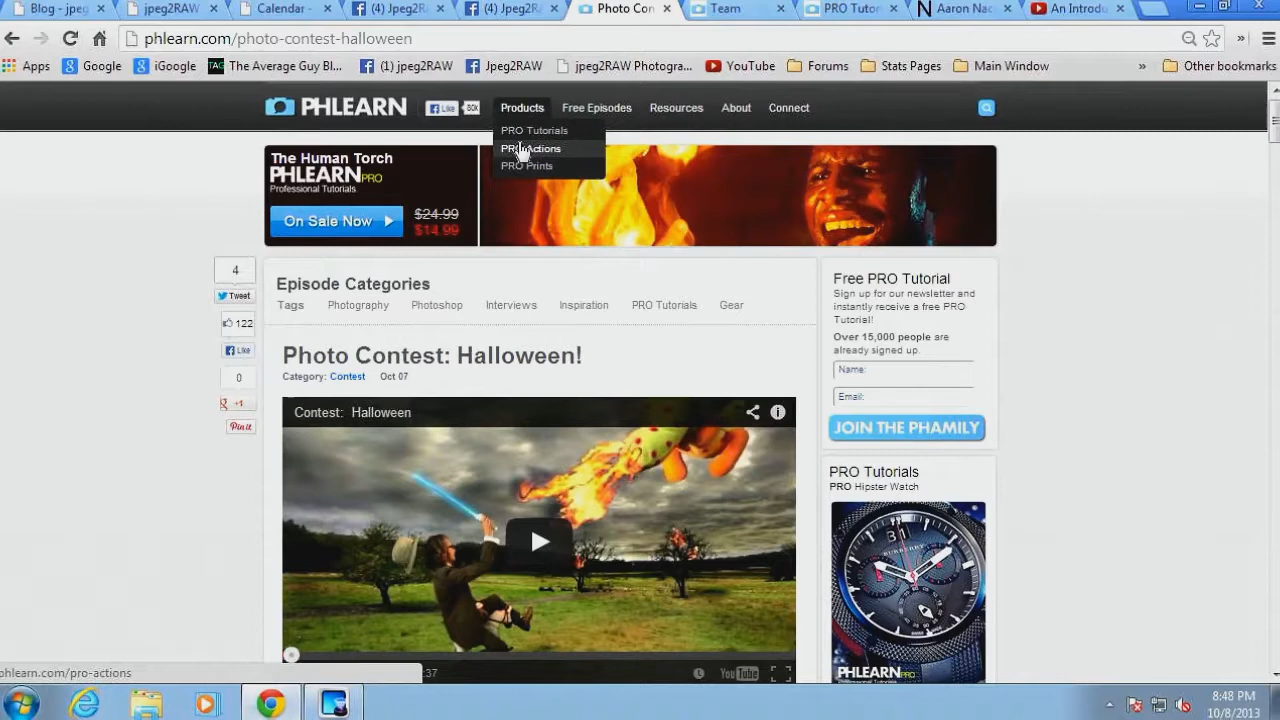 Blog - jpeg
jpeg2RAW
Calendar -
(4) Jpeg2R
(4) Jpeg2R
Photo Con
Team
PRO Tutor
Aaron Nac
An Introdu
phlearn.com/photo-contest-halloween
Apps
Google
iGoogle
TAG
The Average Guy Bl...
(1) jpeg2RAW
Jpeg2RAW
jpeg2RAW Photogra...
YouTube
Forums
Stats Pages
Main Window
»
Other bookmarks
PHLEARN
Like
80k
Products
Free Episodes
Resources
About
Connect
PRO Tutorials
PRO Actions
PRO Prints
The Human Torch
PHLEARN PRO
Professional Tutorials
On Sale Now
$24.99
$14.99
4
Tweet
122
Like
0
+1
Pin it
Episode Categories
Tags
Photography
Photoshop
Interviews
Inspiration
PRO Tutorials
Gear
Photo Contest: Halloween!
Category: Contest
Oct 07
Contest: Halloween
Free PRO Tutorial
Sign up for our newsletter and
instantly receive a free PRO
Tutorial!
Over 15,000 people are
already signed up.
Name:
Email:
JOIN THE PHAMILY
PRO Tutorials
PRO Hipster Watch
31
BURBERRY
PHLEARN PRO
:37
YouTube
phlearn.com/pro-actions
8:48 PM
10/8/2013